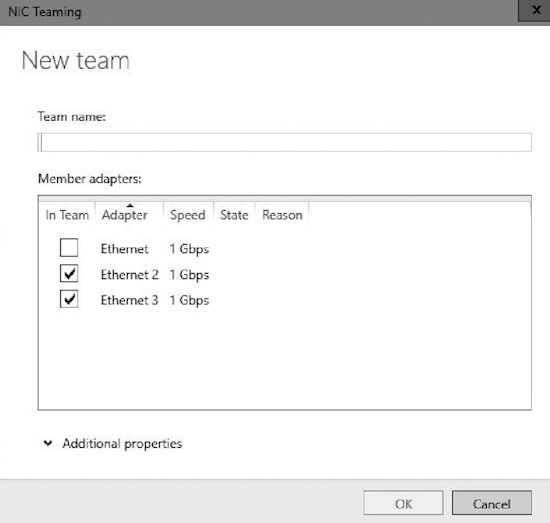 NIC Teaming
New team
Team name:
Member adapters:
In Team Adapter Speed State Reason
Ethernet 1 Gbps
Ethernet 2 1 Gbps
Ethernet 3 1 Gbps
Additional properties
OK Cancel